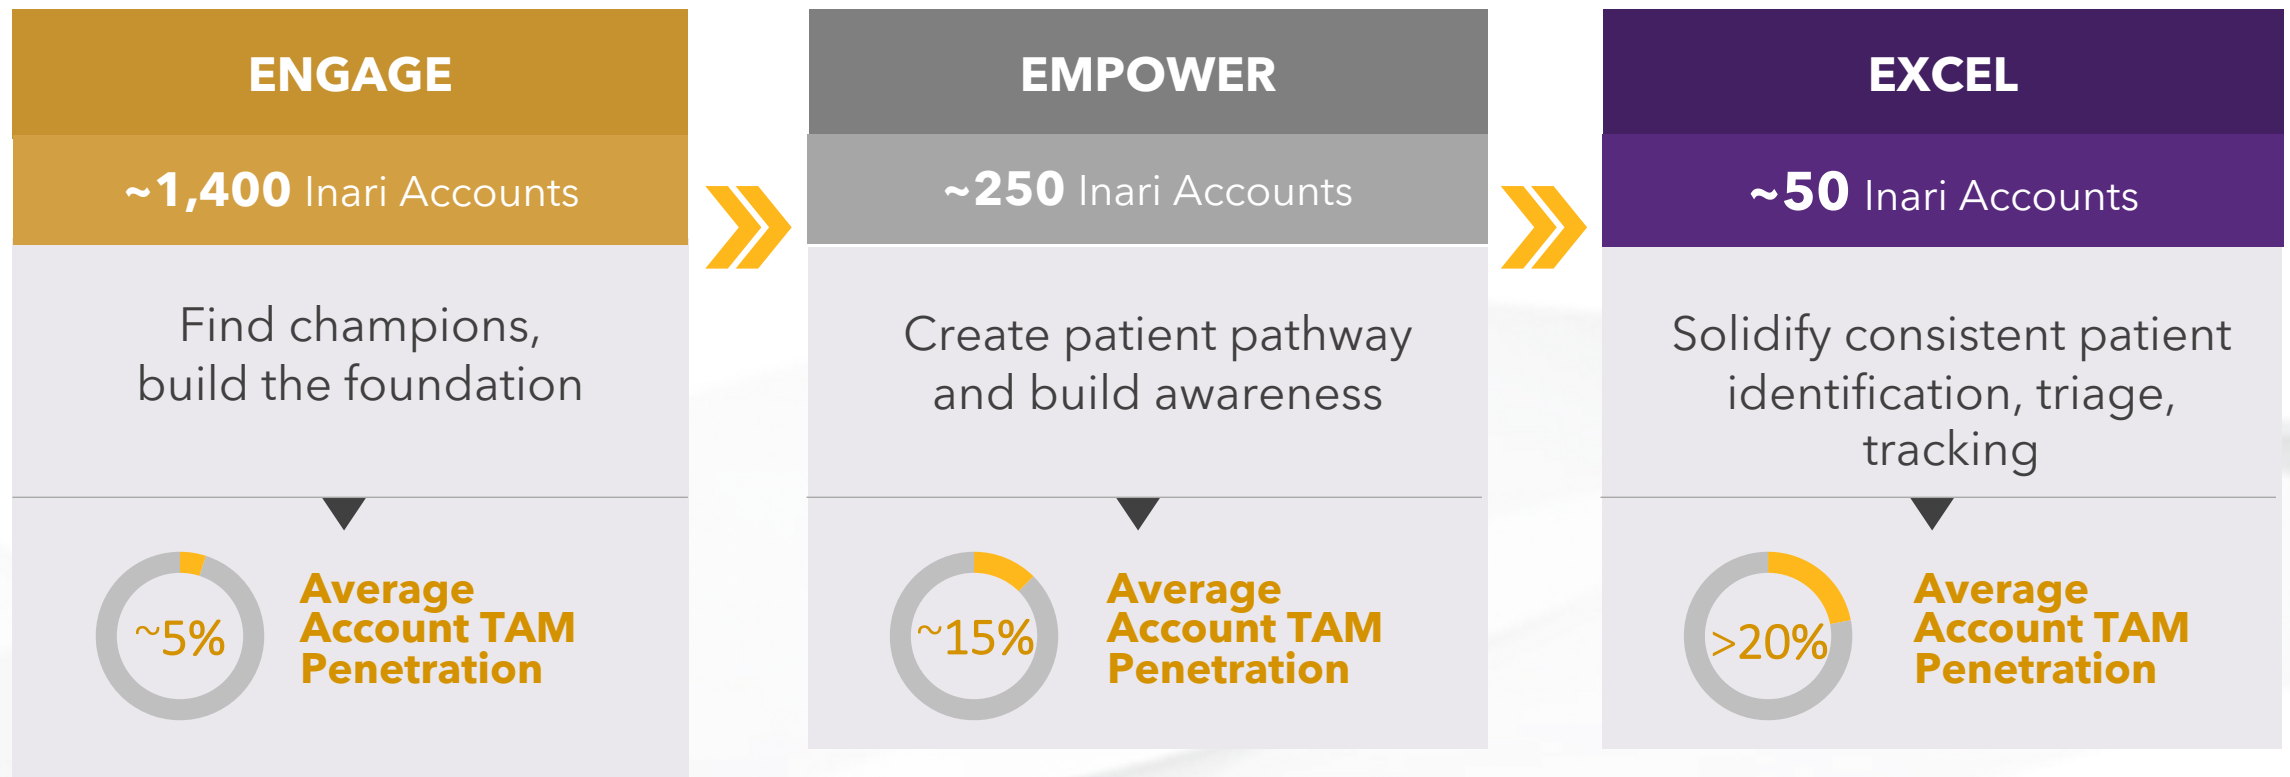 ENGAGE
~1,400 Inari Accounts
Find champions,
build the foundation
~5%
Average
Account TAM
Penetration
EMPOWER
~250 Inari Accounts
Create patient pathway
and build awareness
~15%
Average
Account TAM
Penetration
EXCEL
~50 Inari Accounts
Solidify consistent patient
identification, triage,
tracking
>20%
Average
Account TAM
Penetration